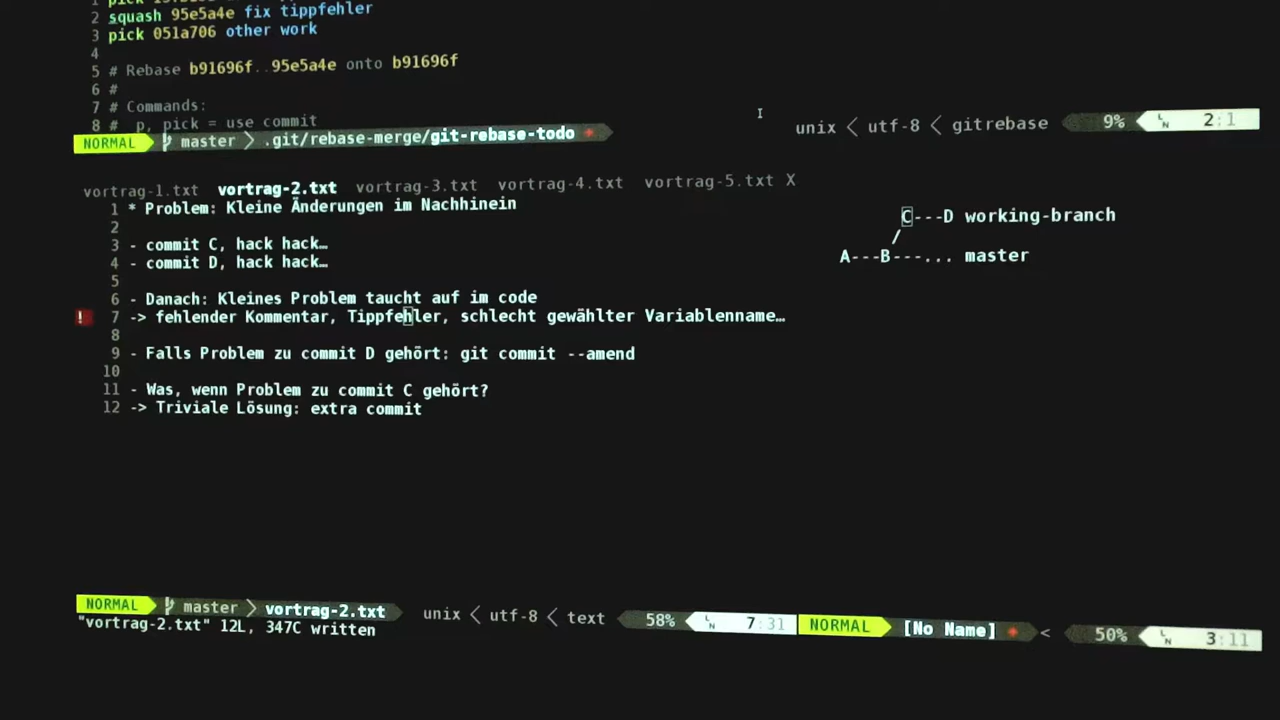 2 squash 95e5a4e fix tippfehler
3 pick 051a706 other work
4
5 # Rebase b91696f..95e5a4e onto b91696f
6 #
7 # Commands:
8 # p, pick = use commit
NORMAL master .git/rebase-merge/git-rebase-todo + unix < utf-8 < gitrebase 9% LN 2:1
vortrag-1.txt vortrag-2.txt vortrag-3.txt vortrag-4.txt vortrag-5.txt X
1 * Problem: Kleine Änderungen im Nachhinein
2
3 - commit C, hack hack…
4 - commit D, hack hack…
5
6 - Danach: Kleines Problem taucht auf im code
! 7 -> fehlender Kommentar, Tippfehler, schlecht gewählter Variablenname…
8
9 - Falls Problem zu commit D gehört: git commit --amend
10
11 - Was, wenn Problem zu commit C gehört?
12 -> Triviale Lösung: extra commit
C---D working-branch
/
A---B---... master
NORMAL master vortrag-2.txt unix < utf-8 < text 58% LN 7:31
"vortrag-2.txt" 12L, 347C written
NORMAL [No Name] + < 50% LN 3:11